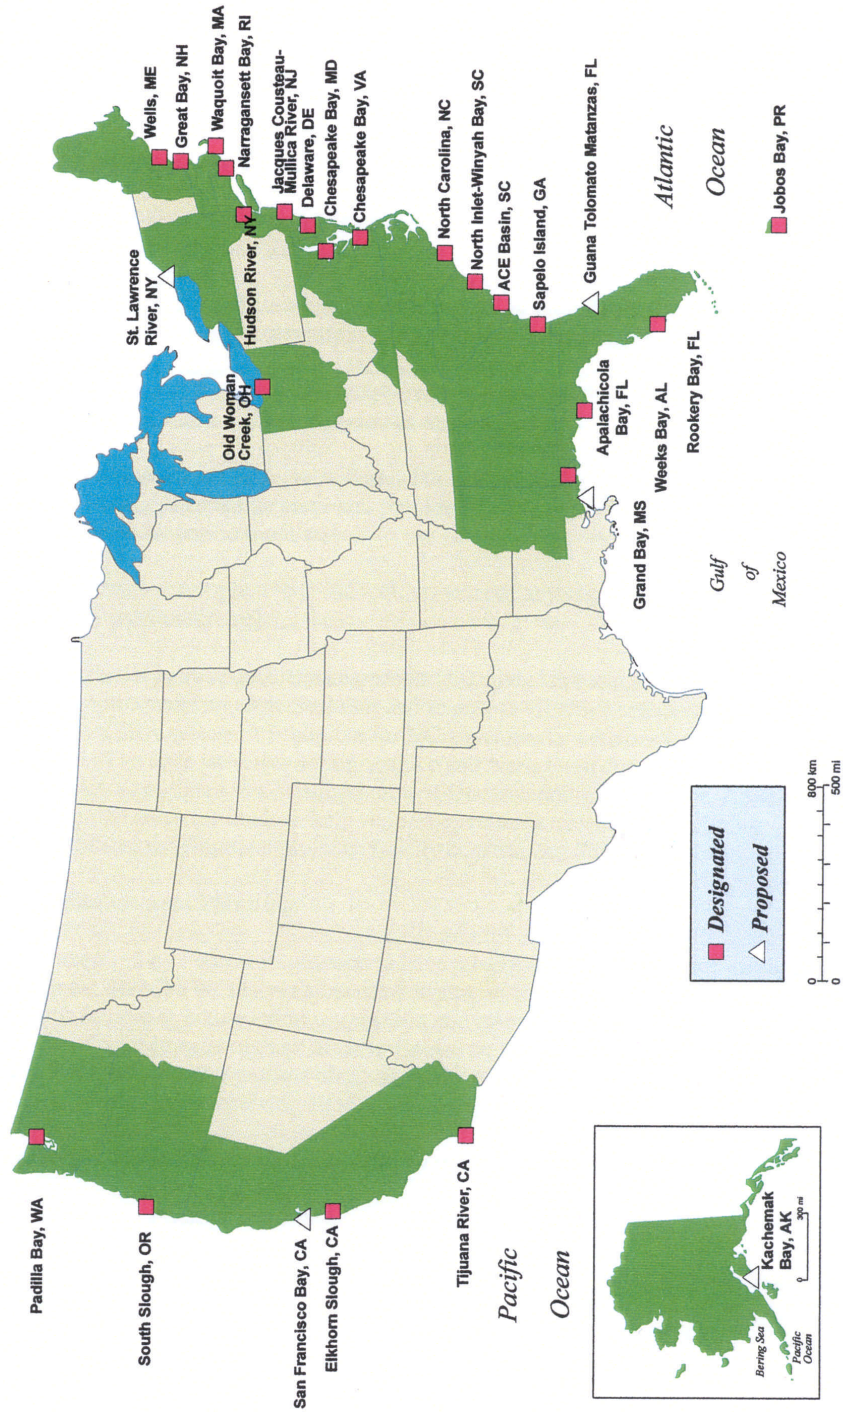 Padilla Bay, WA
South Slough, OR
San Francisco Bay, CA
Elkhorn Slough, CA
Tijuana River, CA
Pacific
Ocean
St. Lawrence
River, NY
Old Woman
Creek, OH
Hudson River, NY
Wells, ME
Great Bay, NH
Waquoit Bay, MA
Narragansett Bay, RI
Jacques Cousteau-
Mullica River, NJ
Delaware, DE
Chesapeake Bay, MD
Chesapeake Bay, VA
North Carolina, NC
North Inlet-Winyah Bay, SC
ACE Basin, SC
Sapelo Island, GA
Guana Tolomato Matanzas, FL
Atlantic
Ocean
Apalachicola
Bay, FL
Weeks Bay, AL
Rookery Bay, FL
Grand Bay, MS
Gulf
of
Mexico
Jobos Bay, PR
Designated
Proposed
0 800 km
0 500 mi
Kachemak
Bay, AK
0 300 mi
Bering Sea
Pacific
Ocean